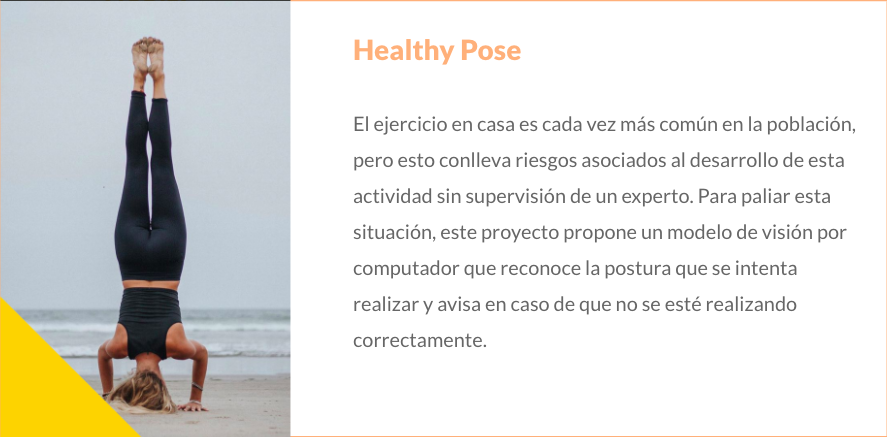 Healthy Pose
El ejercicio en casa es cada vez más común en la población,
pero esto conlleva riesgos asociados al desarrollo de esta
actividad sin supervisión de un experto. Para paliar esta
situación, este proyecto propone un modelo de visión por
computador que reconoce la postura que se intenta
realizar y avisa en caso de que no se esté realizando
correctamente.